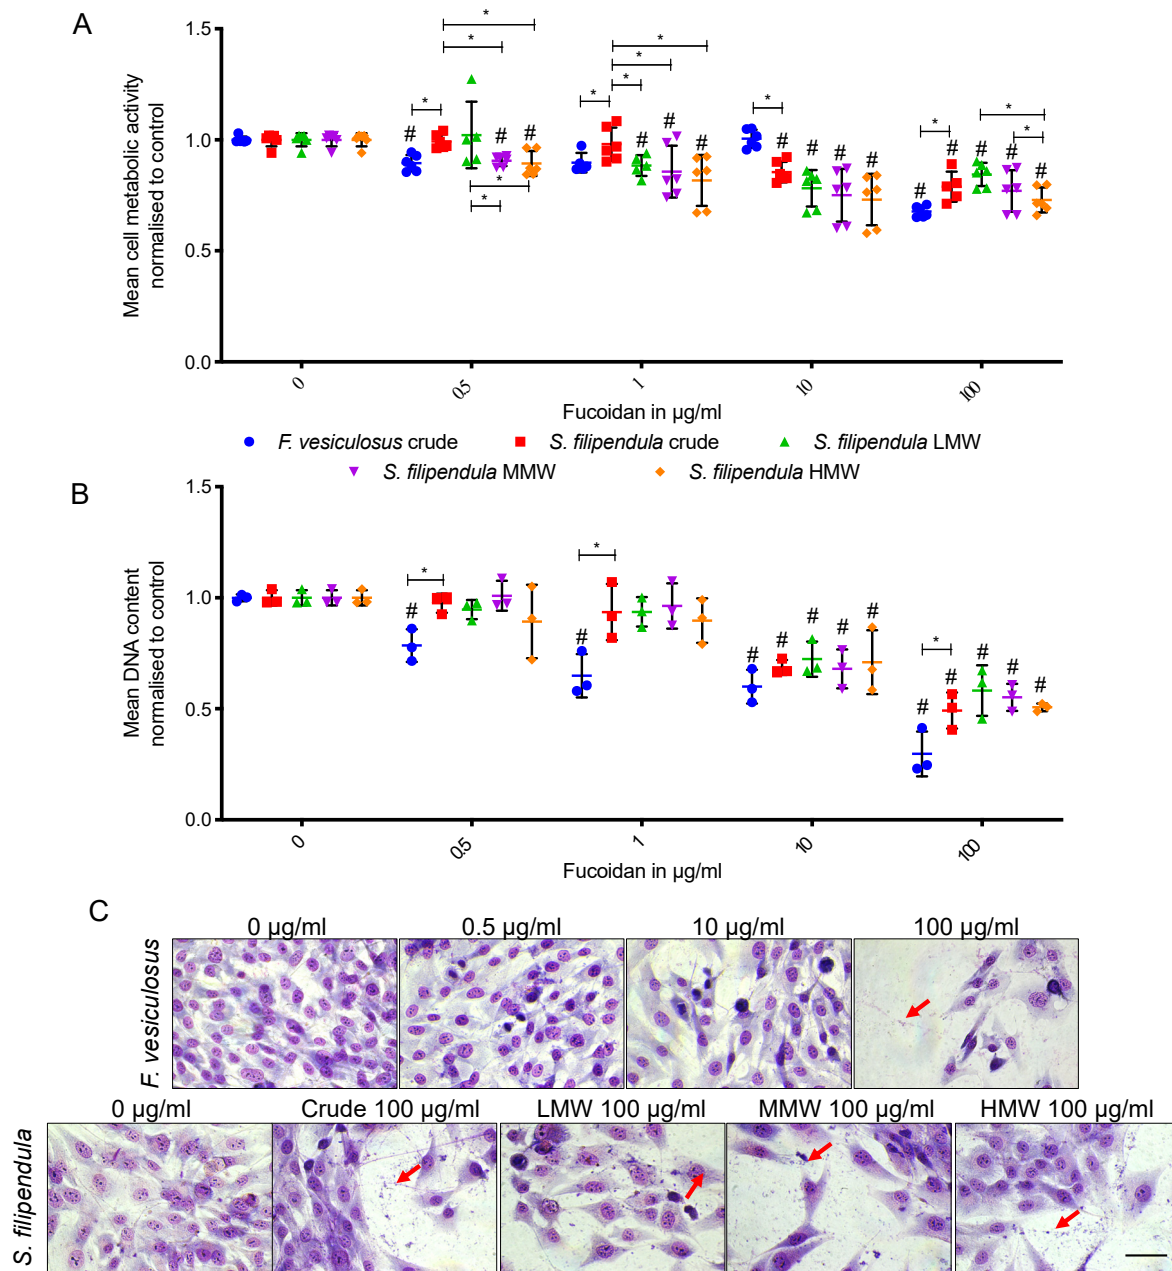 A
1.5
1.0
0.5
0.0
Mean cell metabolic activity
normalised to control
* * * * * * * * * * * * * *
# # # # # # # # # # # # # # #
0 0.5 1 10 100
Fucoidan in µg/ml
F. vesiculosus crude S. filipendula crude S. filipendula LMW
S. filipendula MMW S. filipendula HMW
B
1.5
1.0
0.5
0.0
Mean DNA content
normalised to control
* * *
# # # # # # # # # # # #
0 0.5 1 10 100
Fucoidan in µg/ml
C
0 µg/ml 0.5 µg/ml 10 µg/ml 100 µg/ml
F. vesiculosus
0 µg/ml Crude 100 µg/ml LMW 100 µg/ml MMW 100 µg/ml HMW 100 µg/ml
S. filipendula